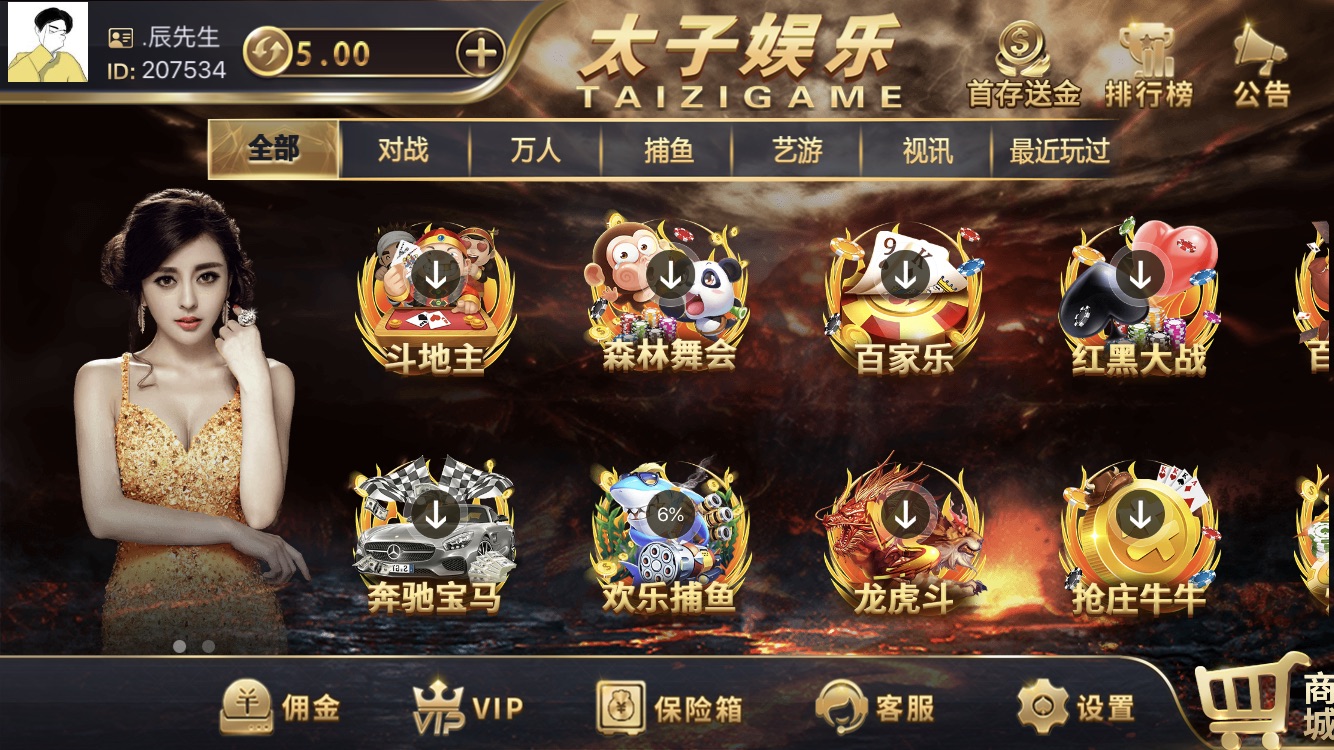 .辰先生
ID: 207534
5.00
太子娱乐
TAIZIGAME
首存送金
排行榜
公告
全部
对战
万人
捕鱼
艺游
视讯
最近玩过
斗地主
森林舞会
百家乐
红黑大战
奔驰宝马
6%
欢乐捕鱼
龙虎斗
抢庄牛牛
佣金
VIP
VIP
保险箱
客服
设置
商城